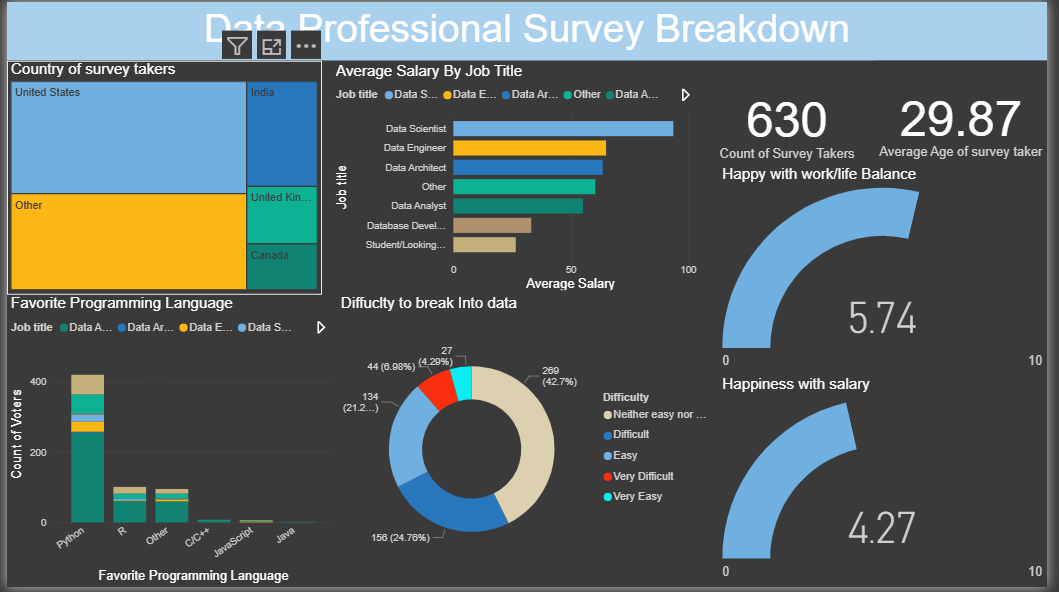 Data Professional Survey Breakdown
Country of survey takers
United States
India
Other
United Kin...
Canada
Average Salary By Job Title
Job title Data S... Data E... Data Ar... Other Data A...
Job title
Data Scientist
Data Engineer
Data Architect
Other
Data Analyst
Database Devel...
Student/Looking...
0 50 100
Average Salary
630
Count of Survey Takers
29.87
Average Age of survey taker
Happy with work/life Balance
5.74
0 10
Favorite Programming Language
Job title Data A... Data Ar... Data E... Data S...
Count of Voters
400
200
0
Python R Other C/C++ JavaScript Java
Favorite Programming Language
Diffuclty to break Into data
27
(4.29%)
44 (6.98%)
269
(42.7%)
134
(21.2...)
156 (24.76%)
Difficulty
Neither easy nor ...
Difficult
Easy
Very Difficult
Very Easy
Happiness with salary
4.27
0 10